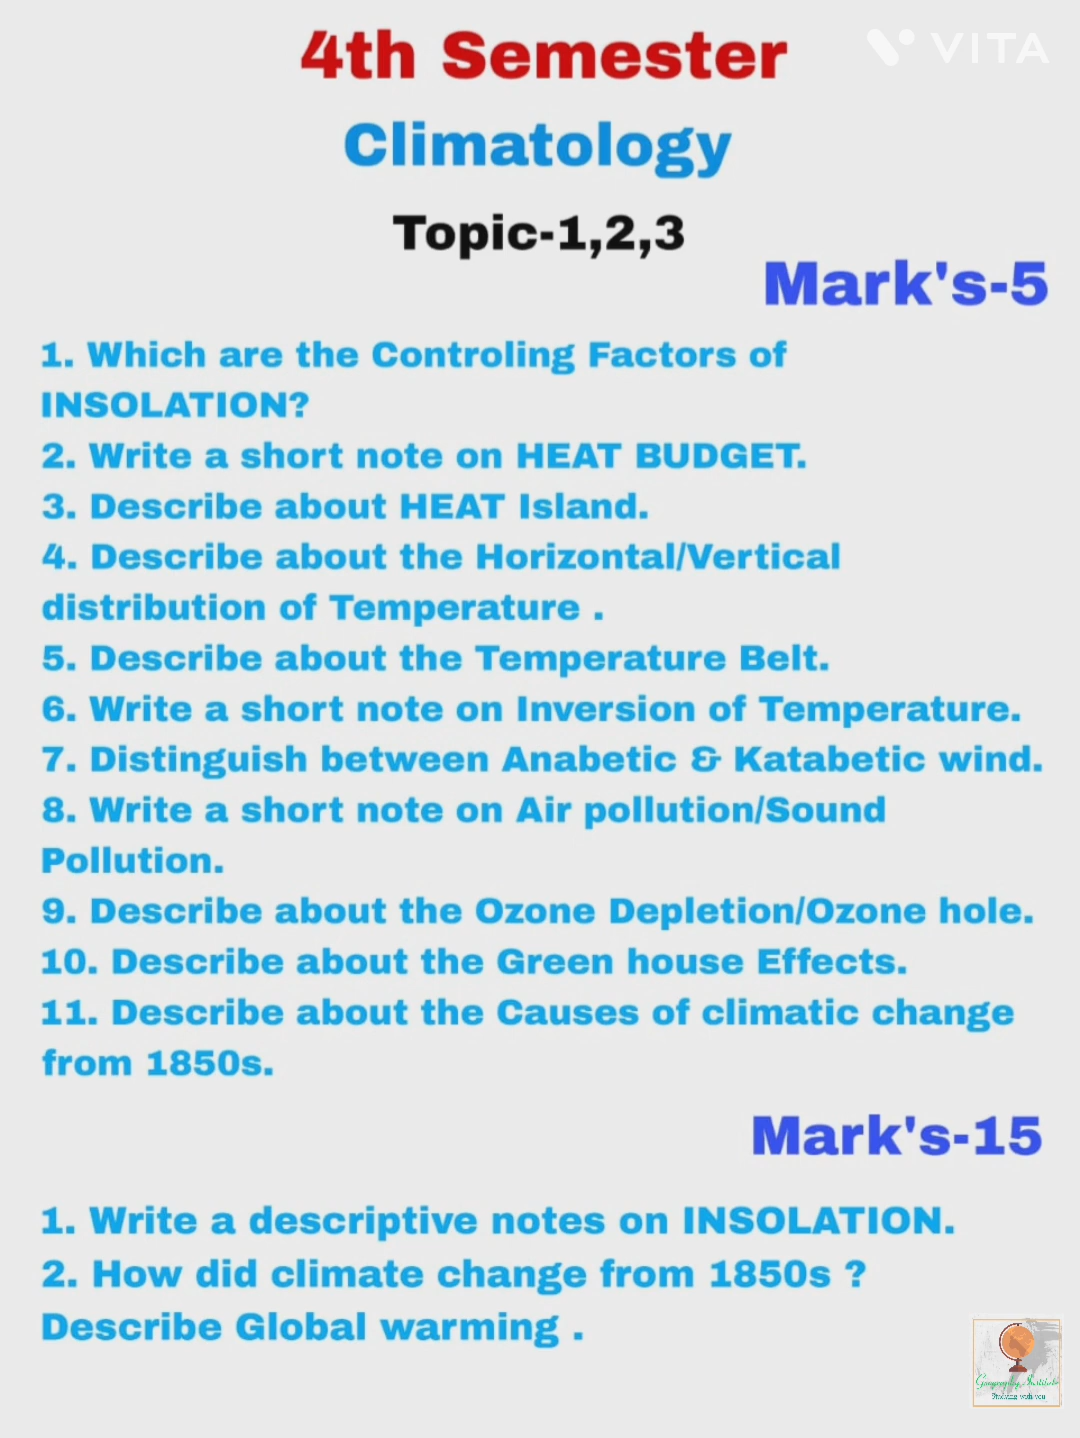 4th Semester
VITA
Climatology
Topic-1,2,3
Mark's-5
1. Which are the Controling Factors of
INSOLATION?
2. Write a short note on HEAT BUDGET.
3. Describe about HEAT Island.
4. Describe about the Horizontal/Vertical
distribution of Temperature .
5. Describe about the Temperature Belt.
6. Write a short note on Inversion of Temperature.
7. Distinguish between Anabetic & Katabetic wind.
8. Write a short note on Air pollution/Sound
Pollution.
9. Describe about the Ozone Depletion/Ozone hole.
10. Describe about the Green house Effects.
11. Describe about the Causes of climatic change
from 1850s.
Mark's-15
1. Write a descriptive notes on INSOLATION.
2. How did climate change from 1850s ?
Describe Global warming .
Geography Institute
Studying with you